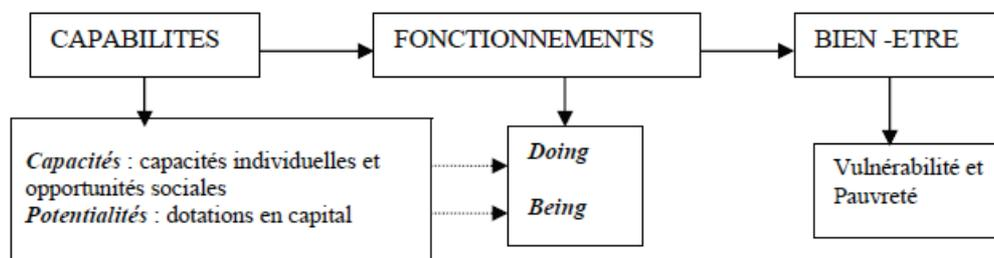 CAPABILITES
FONCTIONNEMENTS
BIEN -ETRE
Capacités : capacités individuelles et
opportunités sociales
Potentialités : dotations en capital
Doing
Being
Vulnérabilité et
Pauvreté